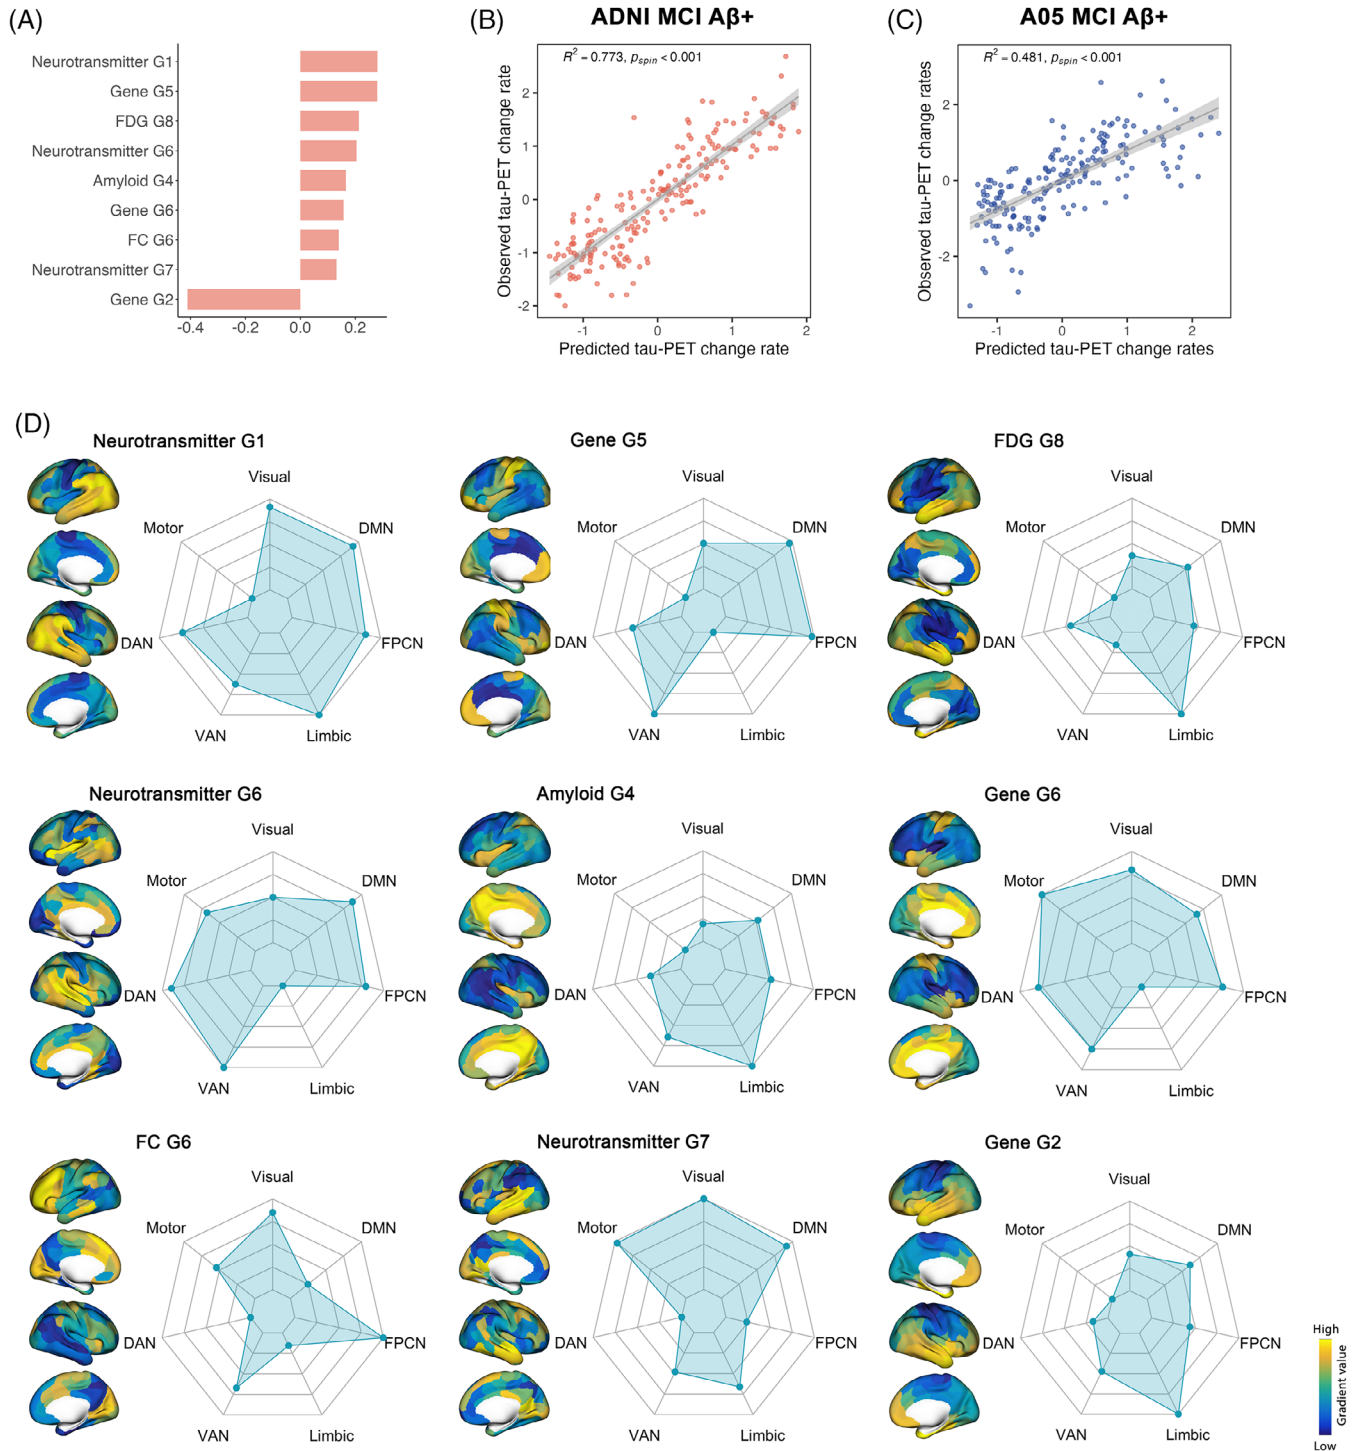 (A)
Neurotransmitter G1
Gene G5
FDG G8
Neurotransmitter G6
Amyloid G4
Gene G6
FC G6
Neurotransmitter G7
Gene G2
-0.4 -0.2 0.0 0.2
(B)
ADNI MCI Aβ+
R² = 0.773, pspin < 0.001
Observed tau-PET change rate
2
1
0
-1
-2
-1 0 1 2
Predicted tau-PET change rate
(C)
A05 MCI Aβ+
R² = 0.481, pspin < 0.001
Observed tau-PET change rates
2
0
-2
-1 0 1 2
Predicted tau-PET change rates
(D)
Neurotransmitter G1
Visual
Motor
DMN
DAN
FPCN
VAN
Limbic
Gene G5
Visual
Motor
DMN
DAN
FPCN
VAN
Limbic
FDG G8
Visual
Motor
DMN
DAN
FPCN
VAN
Limbic
Neurotransmitter G6
Visual
Motor
DMN
DAN
FPCN
VAN
Limbic
Amyloid G4
Visual
Motor
DMN
DAN
FPCN
VAN
Limbic
Gene G6
Visual
Motor
DMN
DAN
FPCN
VAN
Limbic
FC G6
Visual
Motor
DMN
DAN
FPCN
VAN
Limbic
Neurotransmitter G7
Visual
Motor
DMN
DAN
FPCN
VAN
Limbic
Gene G2
Visual
Motor
DMN
DAN
FPCN
VAN
Limbic
High
Gradient value
Low